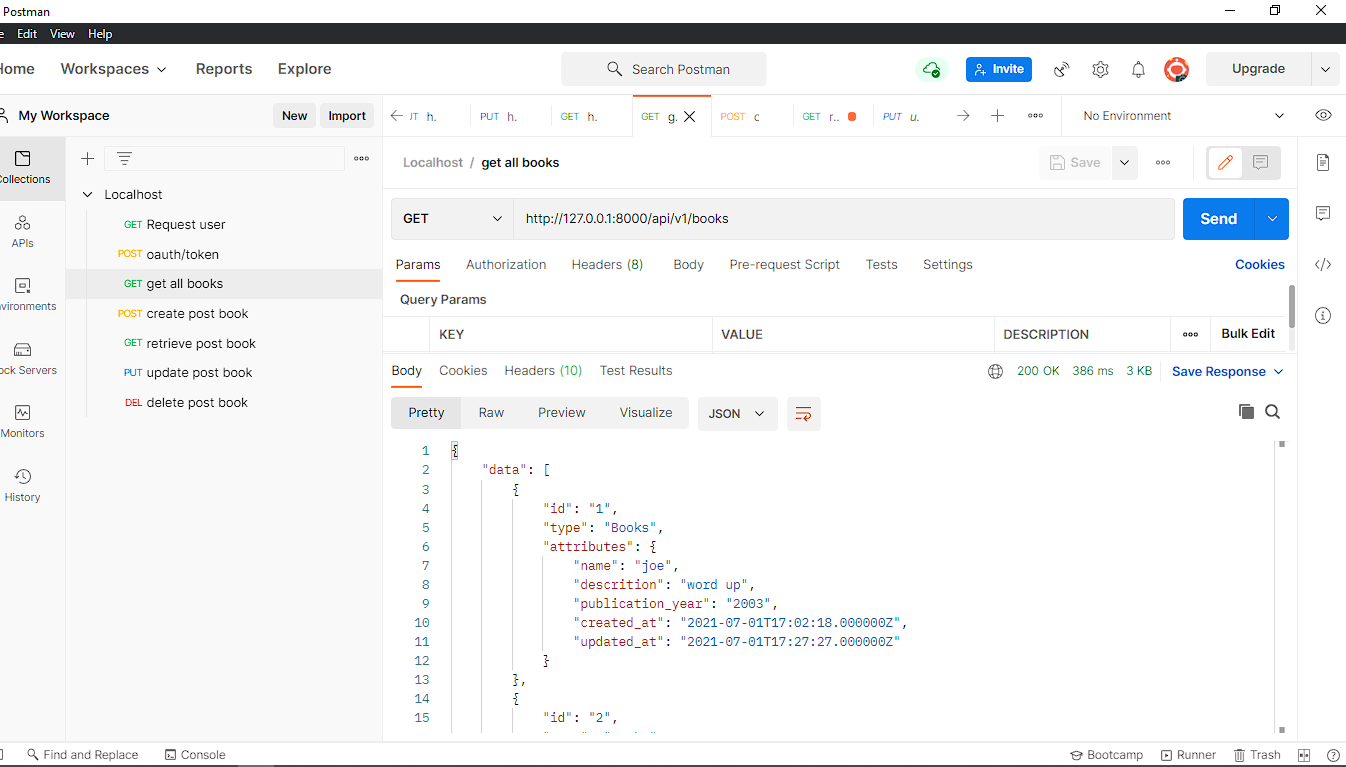 Postman
Edit View Help
Home Workspaces Reports Explore Search Postman Invite Upgrade
My Workspace New Import
h. PUT h. GET h. GET g. POST c GET r.. PUT u. No Environment
Collections
APIs
Environments
Mock Servers
Monitors
History
Localhost
GET Request user
POST oauth/token
GET get all books
POST create post book
GET retrieve post book
PUT update post book
DEL delete post book
Localhost / get all books Save
GET http://127.0.0.1:8000/api/v1/books Send
Params Authorization Headers (8) Body Pre-request Script Tests Settings Cookies
Query Params
KEY VALUE DESCRIPTION Bulk Edit
Body Cookies Headers (10) Test Results 200 OK 386 ms 3 KB Save Response
Pretty Raw Preview Visualize JSON
1 {
2 "data": [
3 {
4 "id": "1",
5 "type": "Books",
6 "attributes": {
7 "name": "joe",
8 "descrition": "word up",
9 "publication_year": "2003",
10 "created_at": "2021-07-01T17:02:18.000000Z",
11 "updated_at": "2021-07-01T17:27:27.000000Z"
12 }
13 },
14 {
15 "id": "2",
Find and Replace Console Bootcamp Runner Trash